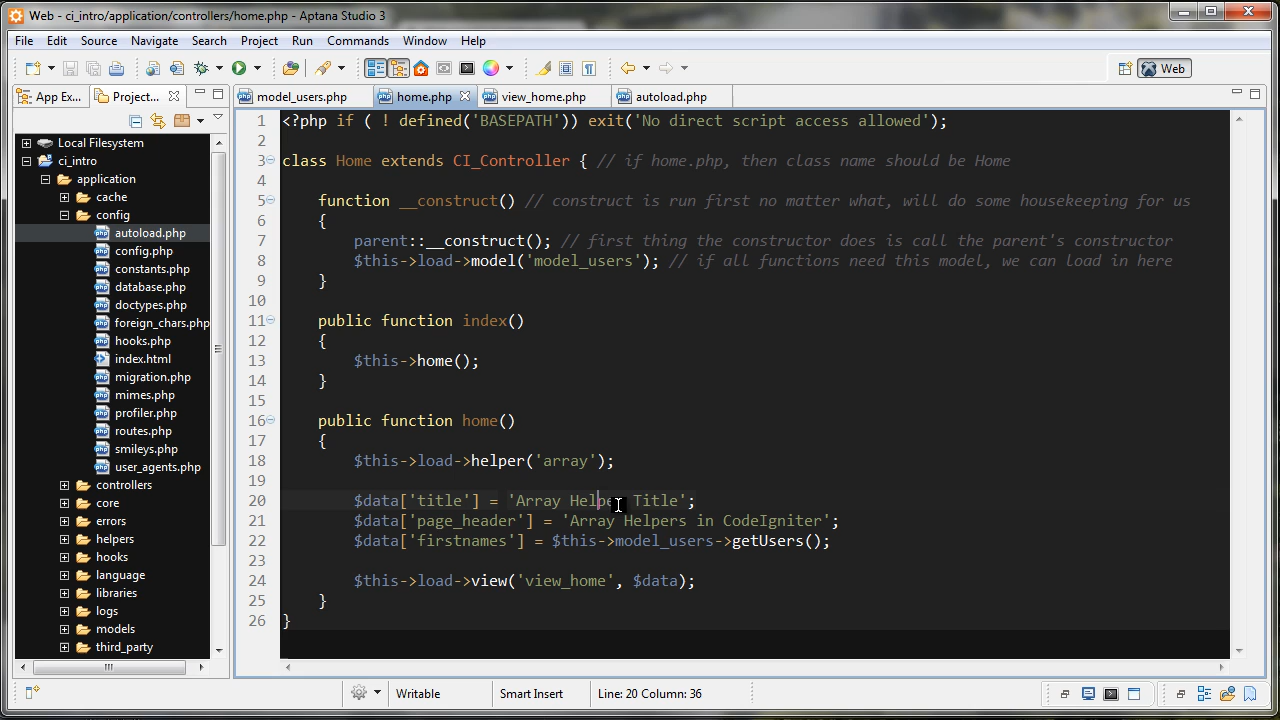 Web - ci_intro/application/controllers/home.php - Aptana Studio 3
File Edit Source Navigate Search Project Run Commands Window Help
Web
App Ex... Project... model_users.php home.php view_home.php autoload.php
Local Filesystem
ci_intro
application
cache
config
autoload.php
config.php
constants.php
database.php
doctypes.php
foreign_chars.php
hooks.php
index.html
migration.php
mimes.php
profiler.php
routes.php
smileys.php
user_agents.php
controllers
core
errors
helpers
hooks
language
libraries
logs
models
third_party
1 <?php if ( ! defined('BASEPATH')) exit('No direct script access allowed');
2
3 class Home extends CI_Controller { // if home.php, then class name should be Home
4
5 function __construct() // construct is run first no matter what, will do some housekeeping for us
6 {
7 parent::__construct(); // first thing the constructor does is call the parent's constructor
8 $this->load->model('model_users'); // if all functions need this model, we can load in here
9 }
10
11 public function index()
12 {
13 $this->home();
14 }
15
16 public function home()
17 {
18 $this->load->helper('array');
19
20 $data['title'] = 'Array Helper Title';
21 $data['page_header'] = 'Array Helpers in CodeIgniter';
22 $data['firstnames'] = $this->model_users->getUsers();
23
24 $this->load->view('view_home', $data);
25 }
26 }
Writable Smart Insert Line: 20 Column: 36